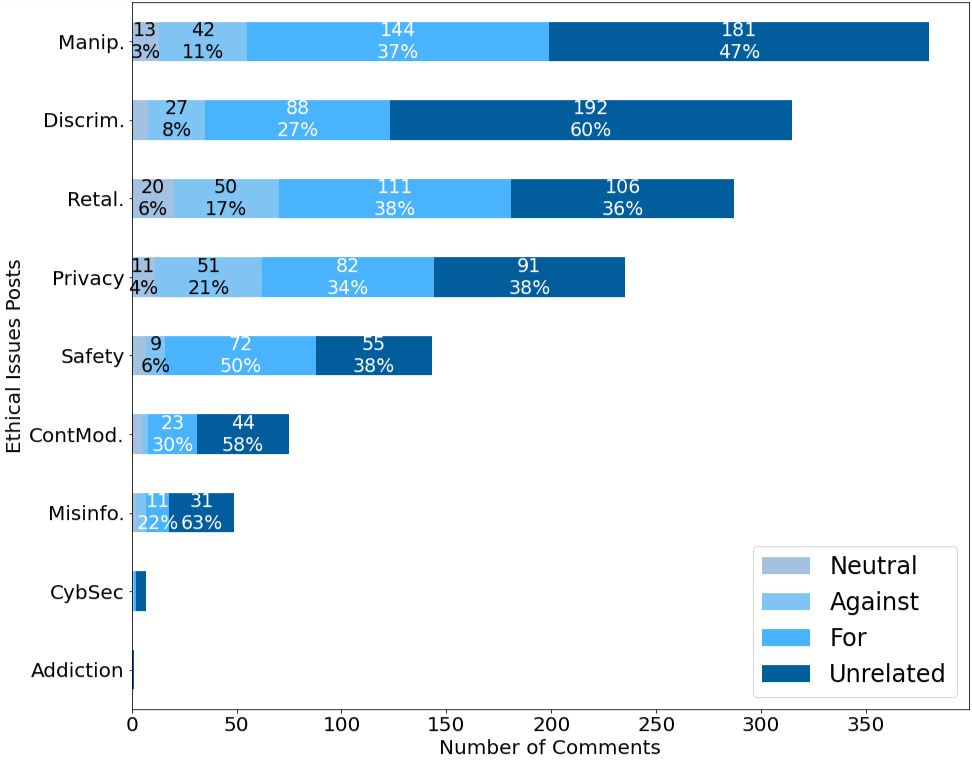 Manip.
13 42 144 181
3% 11% 37% 47%
Discrim.
27 88 192
8% 27% 60%
Retal.
20 50 111 106
6% 17% 38% 36%
Privacy
11 51 82 91
4% 21% 34% 38%
Safety
9 72 55
6% 50% 38%
ContMod.
23 44
30% 58%
Misinfo.
11 31
22% 63%
CybSec
Addiction
Ethical Issues Posts
0 50 100 150 200 250 300 350
Number of Comments
Neutral
Against
For
Unrelated